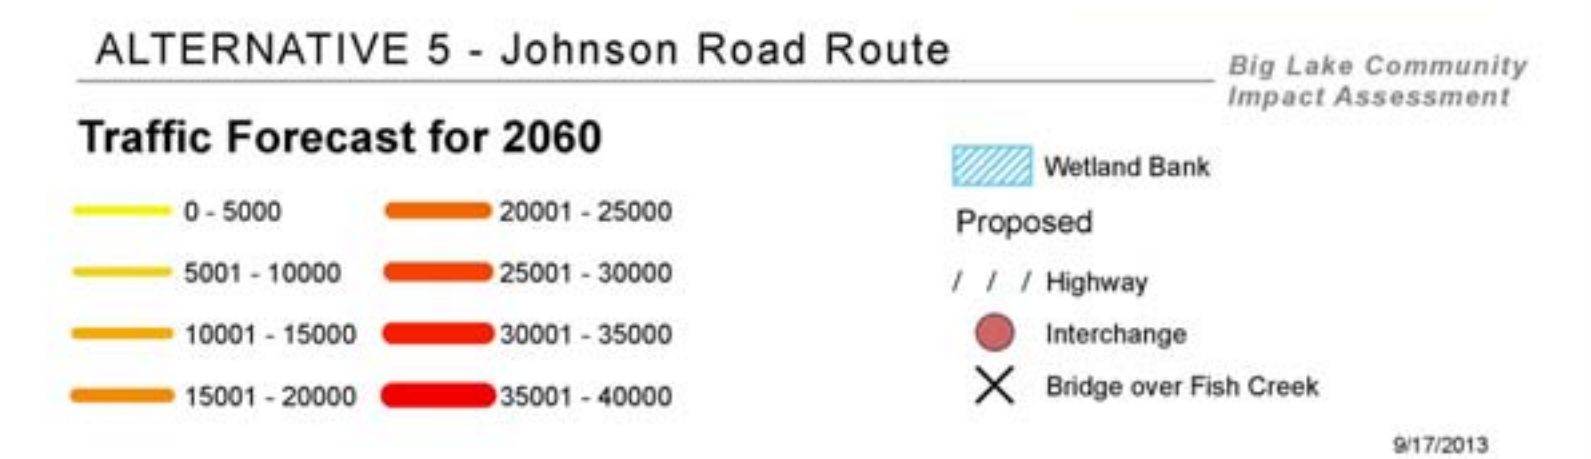 ALTERNATIVE 5 - Johnson Road Route
Big Lake Community
Impact Assessment
Traffic Forecast for 2060
0 - 5000
5001 - 10000
10001 - 15000
15001 - 20000
20001 - 25000
25001 - 30000
30001 - 35000
35001 - 40000
Wetland Bank
Proposed
Highway
Interchange
Bridge over Fish Creek
9/17/2013